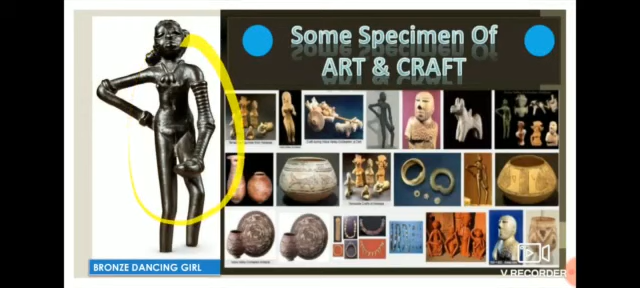 Some Specimen Of
ART & CRAFT
BRONZE DANCING GIRL
V RECORDER